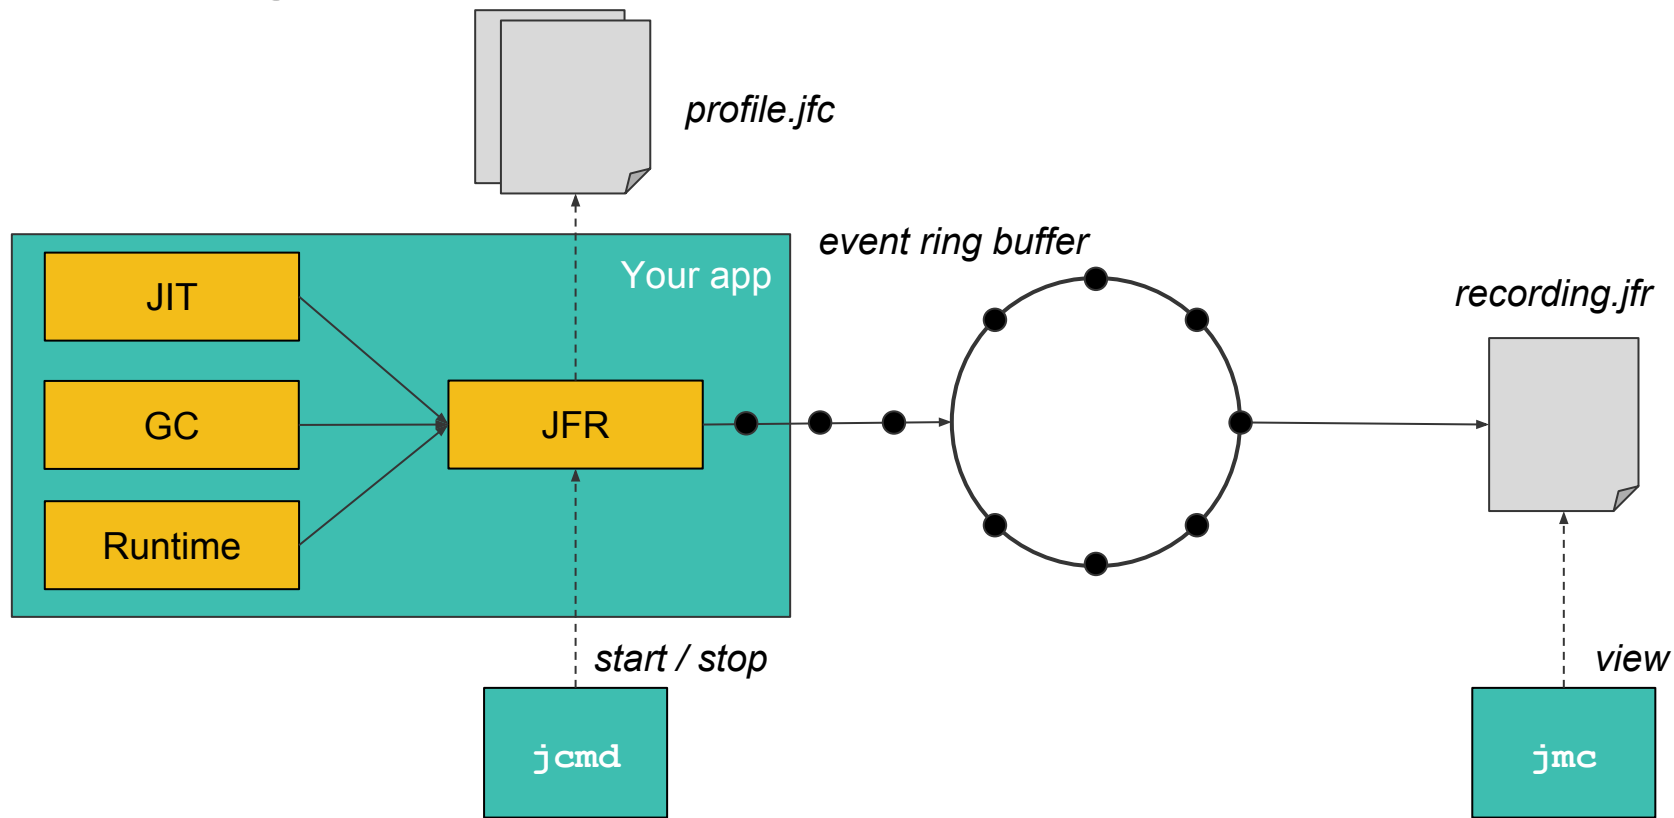 profile.jfc
event ring buffer
Your app
JIT
recording.jfr
GC
JFR
Runtime
start / stop
view
jcmd
jmc